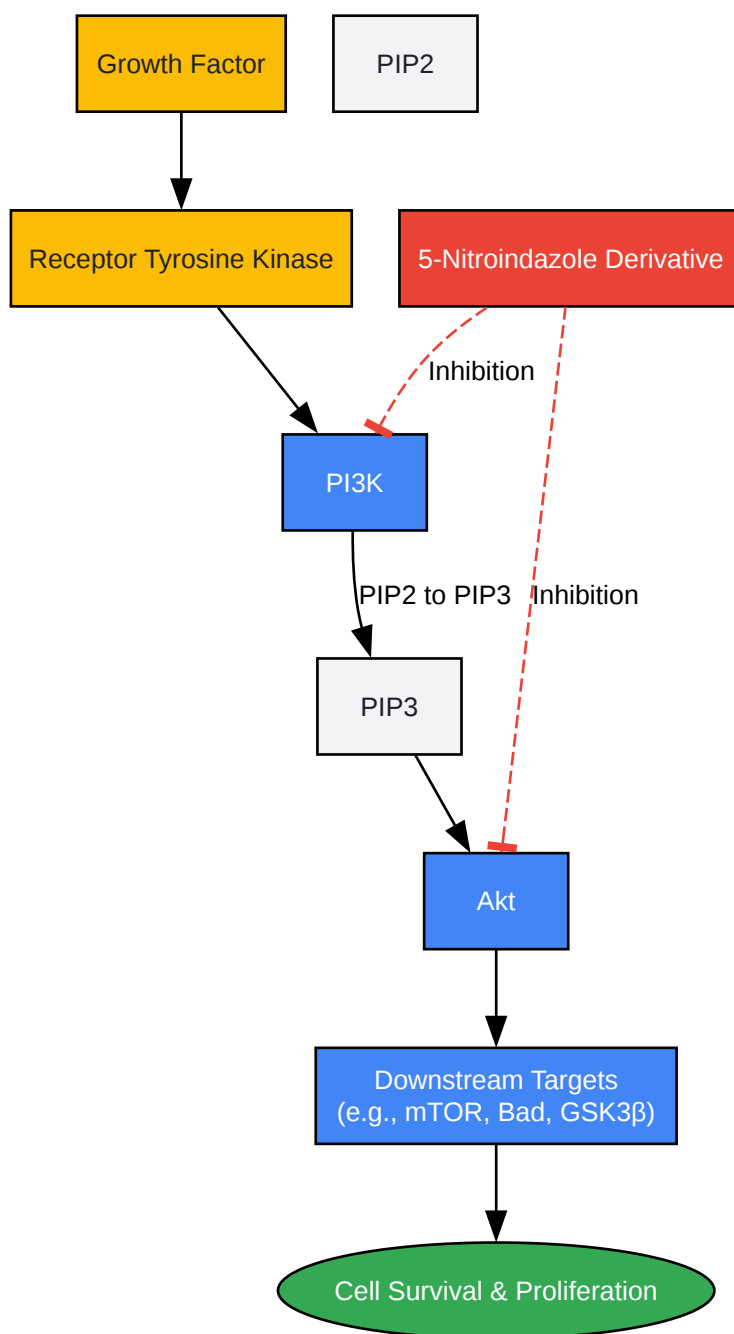 Growth Factor
PIP2
Receptor Tyrosine Kinase
5-Nitroindazole Derivative
Inhibition
PI3K
PIP2 to PIP3
Inhibition
PIP3
Akt
Downstream Targets
(e.g., mTOR, Bad, GSK3β)
Cell Survival & Proliferation